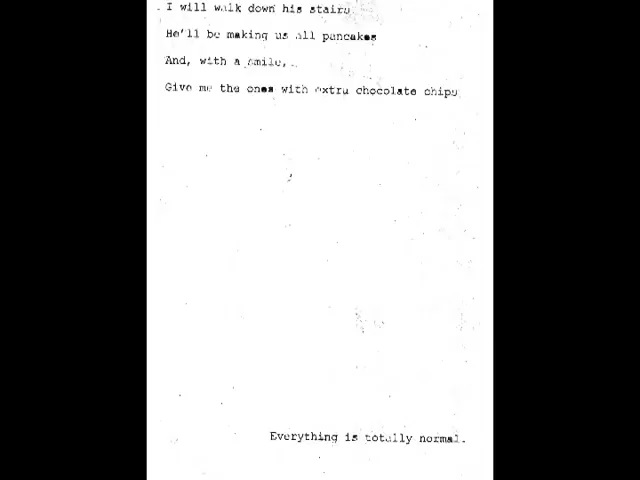 I will walk down his stairs
He'll be making us all pancakes
And, with a smile,
Give me the ones with extra chocolate chips
Everything is totally normal.